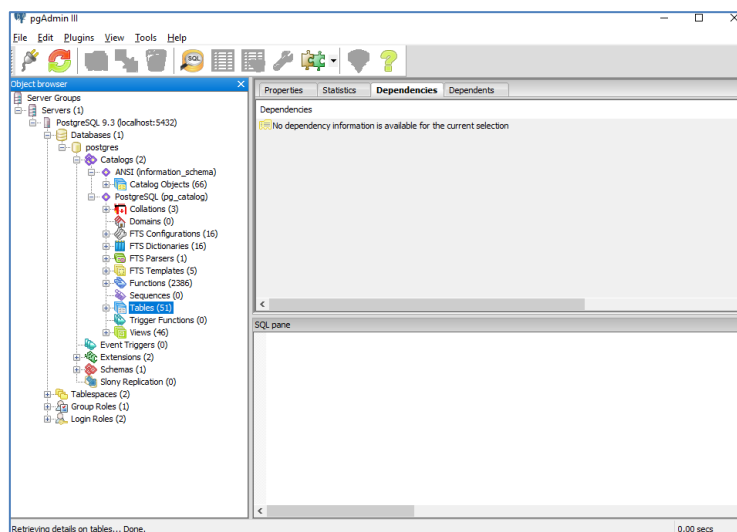 pgAdmin III
File Edit Plugins View Tools Help
SQL
Object browser
Server Groups
Servers (1)
PostgreSQL 9.3 (localhost:5432)
Databases (1)
postgres
Catalogs (2)
ANSI (information_schema)
Catalog Objects (66)
PostgreSQL (pg_catalog)
Collations (3)
Domains (0)
FTS Configurations (16)
FTS Dictionaries (16)
FTS Parsers (1)
FTS Templates (5)
Functions (2386)
Sequences (0)
Tables (51)
Trigger Functions (0)
Views (46)
Event Triggers (0)
Extensions (2)
Schemas (1)
Slony Replication (0)
Tablespaces (2)
Group Roles (1)
Login Roles (2)
Properties Statistics Dependencies Dependents
Dependencies
No dependency information is available for the current selection
SQL pane
Retrieving details on tables... Done.
0.00 secs